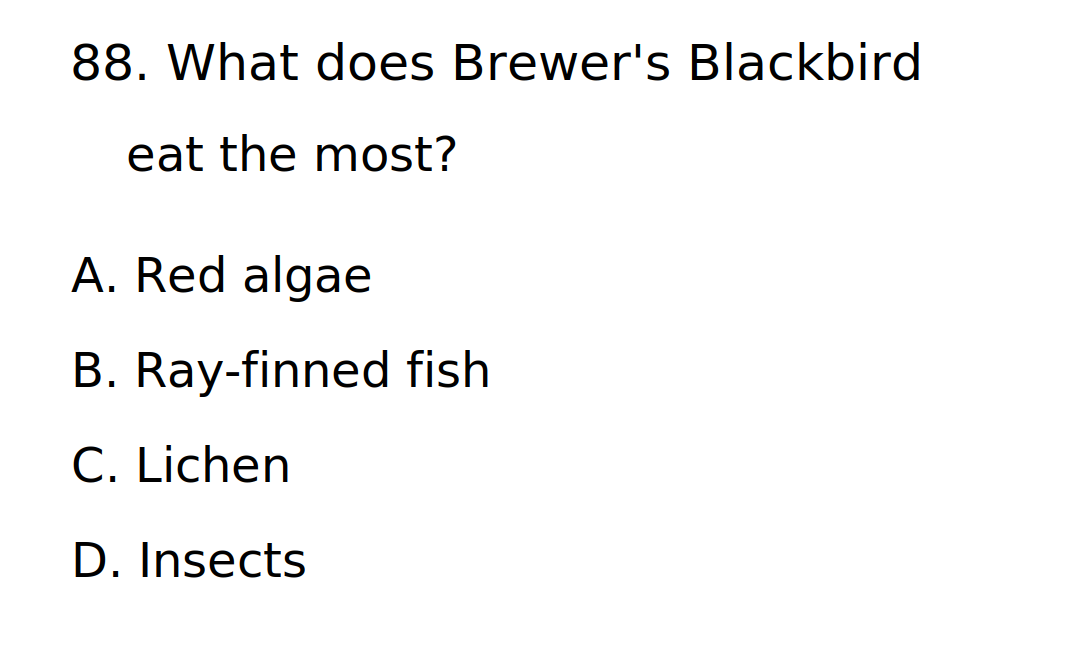 88. What does Brewer's Blackbird
eat the most?
A. Red algae
B. Ray-finned fish
C. Lichen
D. Insects